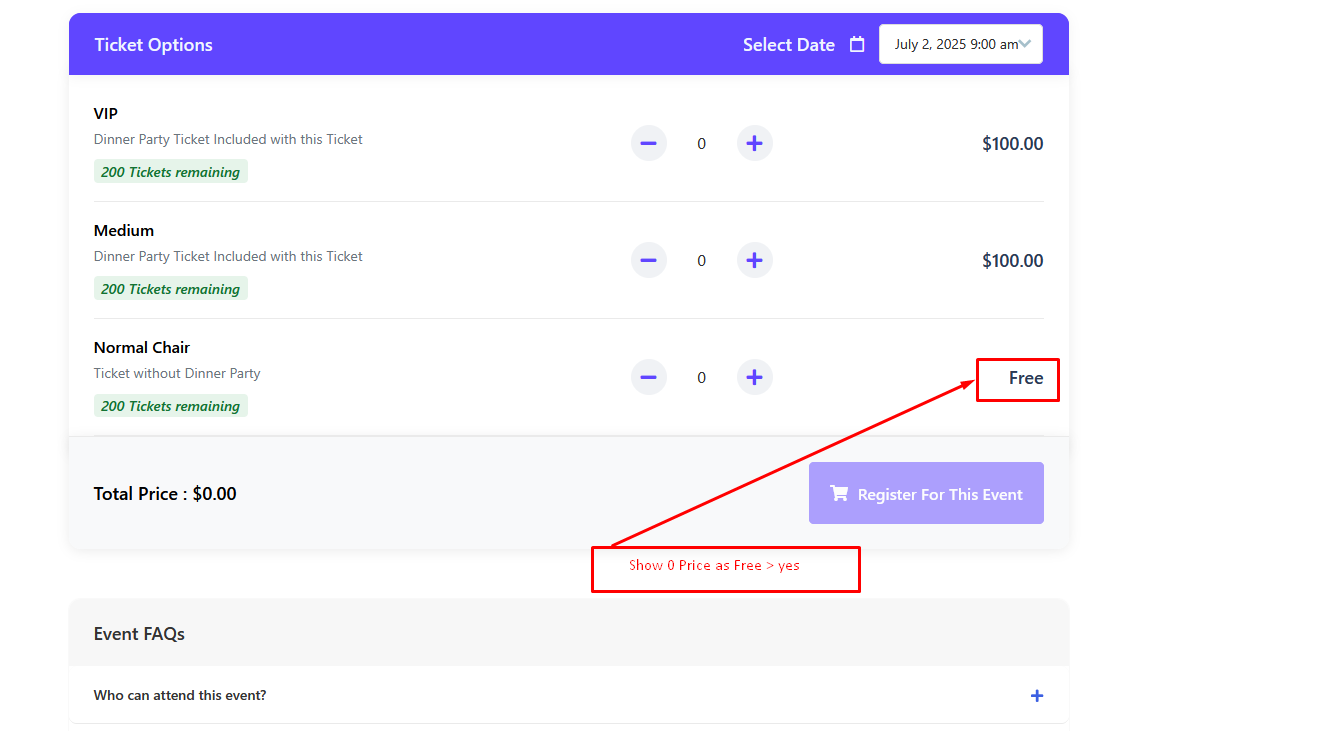 Ticket Options
Select Date
July 2, 2025 9:00 am
VIP
Dinner Party Ticket Included with this Ticket
200 Tickets remaining
0
$100.00
Medium
Dinner Party Ticket Included with this Ticket
200 Tickets remaining
0
$100.00
Normal Chair
Ticket without Dinner Party
200 Tickets remaining
0
Free
Total Price : $0.00
Register For This Event
Show 0 Price as Free > yes
Event FAQs
Who can attend this event?